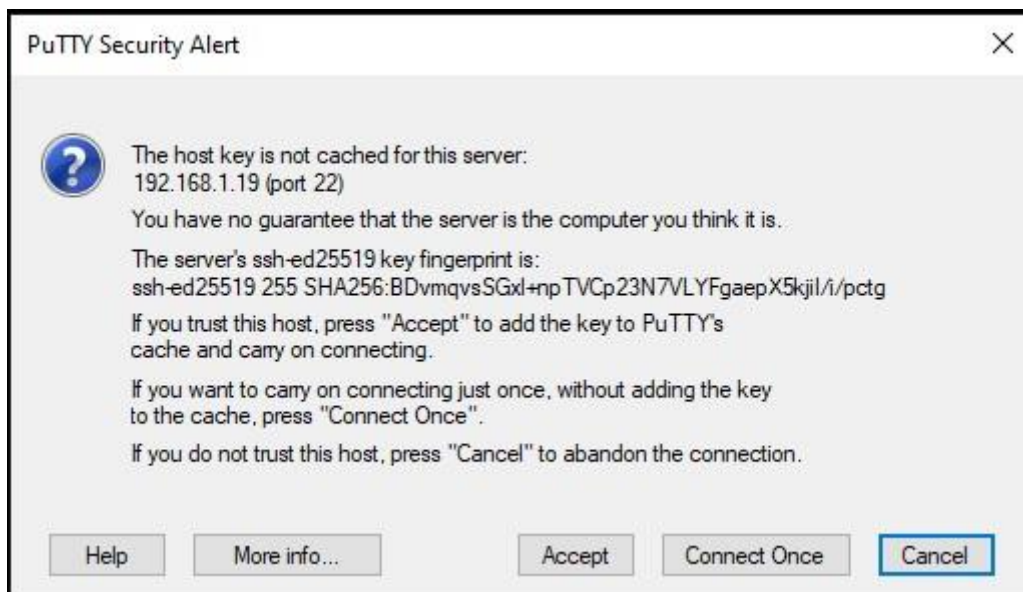 PuTTY Security Alert
The host key is not cached for this server:
192.168.1.19 (port 22)
You have no guarantee that the server is the computer you think it is.
The server's ssh-ed25519 key fingerprint is:
ssh-ed25519 255 SHA256:BDvmqvsSGxl+npTVCp23N7VLYFgaepX5kjil/i/pctg
If you trust this host, press "Accept" to add the key to PuTTY's
cache and carry on connecting.
If you want to carry on connecting just once, without adding the key
to the cache, press "Connect Once".
If you do not trust this host, press "Cancel" to abandon the connection.
Help More info... Accept Connect Once Cancel